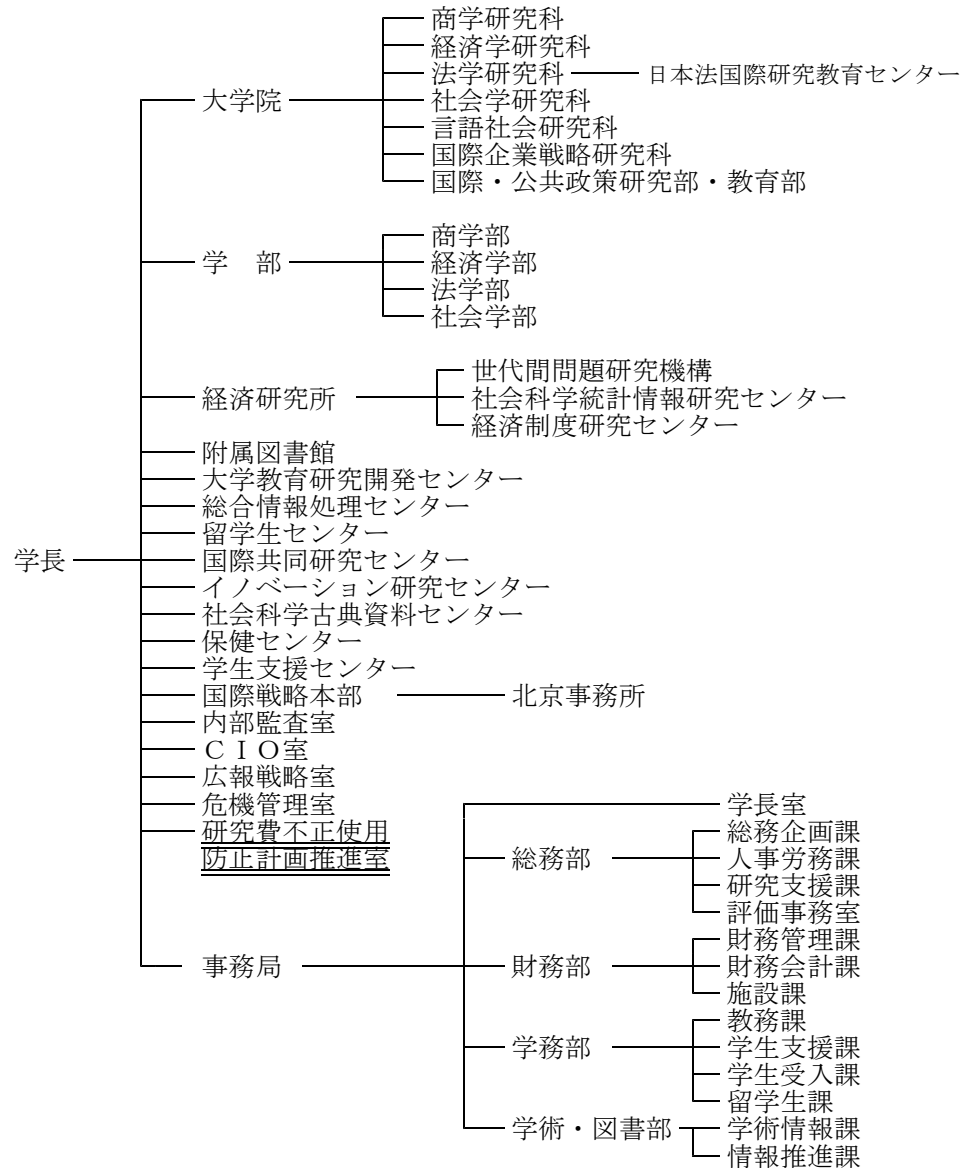 商学研究科
経済学研究科
法学研究科 日本法国際研究教育センター
大学院 社会学研究科
言語社会研究科
国際企業戦略研究科
国際・公共政策研究部・教育部
商学部
学　部 経済学部
法学部
社会学部
世代間問題研究機構
経済研究所 社会科学統計情報研究センター
経済制度研究センター
附属図書館
大学教育研究開発センター
総合情報処理センター
留学生センター
学長 国際共同研究センター
イノベーション研究センター
社会科学古典資料センター
保健センター
学生支援センター
国際戦略本部 北京事務所
内部監査室
ＣＩＯ室
広報戦略室
危機管理室 学長室
研究費不正使用 総務企画課
防止計画推進室 総務部 人事労務課
研究支援課
評価事務室
財務管理課
事務局 財務部 財務会計課
施設課
教務課
学務部 学生支援課
学生受入課
留学生課
学術・図書部 学術情報課
情報推進課